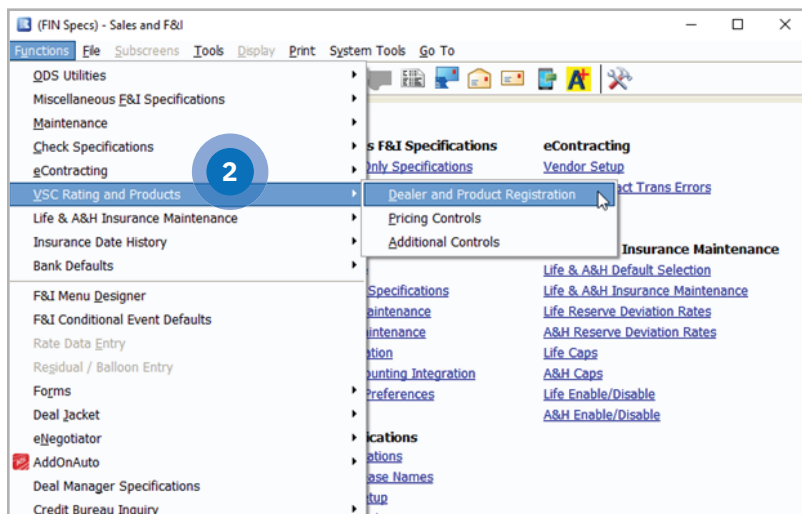 (FIN Specs) - Sales and F&I
Functions File Subscreens Tools Display Print System Tools Go To
QDS Utilities
Miscellaneous F&I Specifications
Maintenance
Check Specifications
eContracting
VSC Rating and Products
Life & A&H Insurance Maintenance
Insurance Date History
Bank Defaults
F&I Menu Designer
F&I Conditional Event Defaults
Rate Data Entry
Residual / Balloon Entry
Forms
Deal Jacket
eNegotiator
AddOnAuto
Deal Manager Specifications
Credit Bureau Inquiry
2
Dealer and Product Registration
Pricing Controls
Additional Controls
s F&I Specifications
Only Specifications
Specifications
aintenance
intenance
ation
ounting Integration
Preferences
ications
ations
ase Names
etup
eContracting
Vendor Setup
act Trans Errors
Insurance Maintenance
Life & A&H Default Selection
Life & A&H Insurance Maintenance
Life Reserve Deviation Rates
A&H Reserve Deviation Rates
Life Caps
A&H Caps
Life Enable/Disable
A&H Enable/Disable